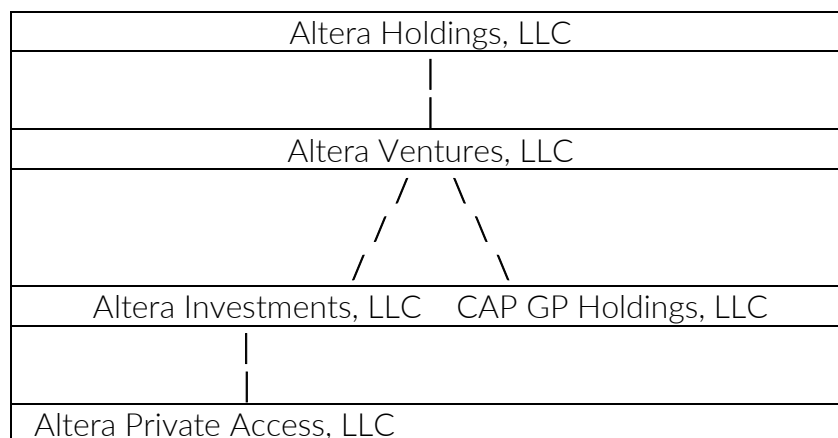 Altera Holdings, LLC
|
|
Altera Ventures, LLC
/ \
/ \
/ \
Altera Investments, LLC CAP GP Holdings, LLC
|
|
Altera Private Access, LLC